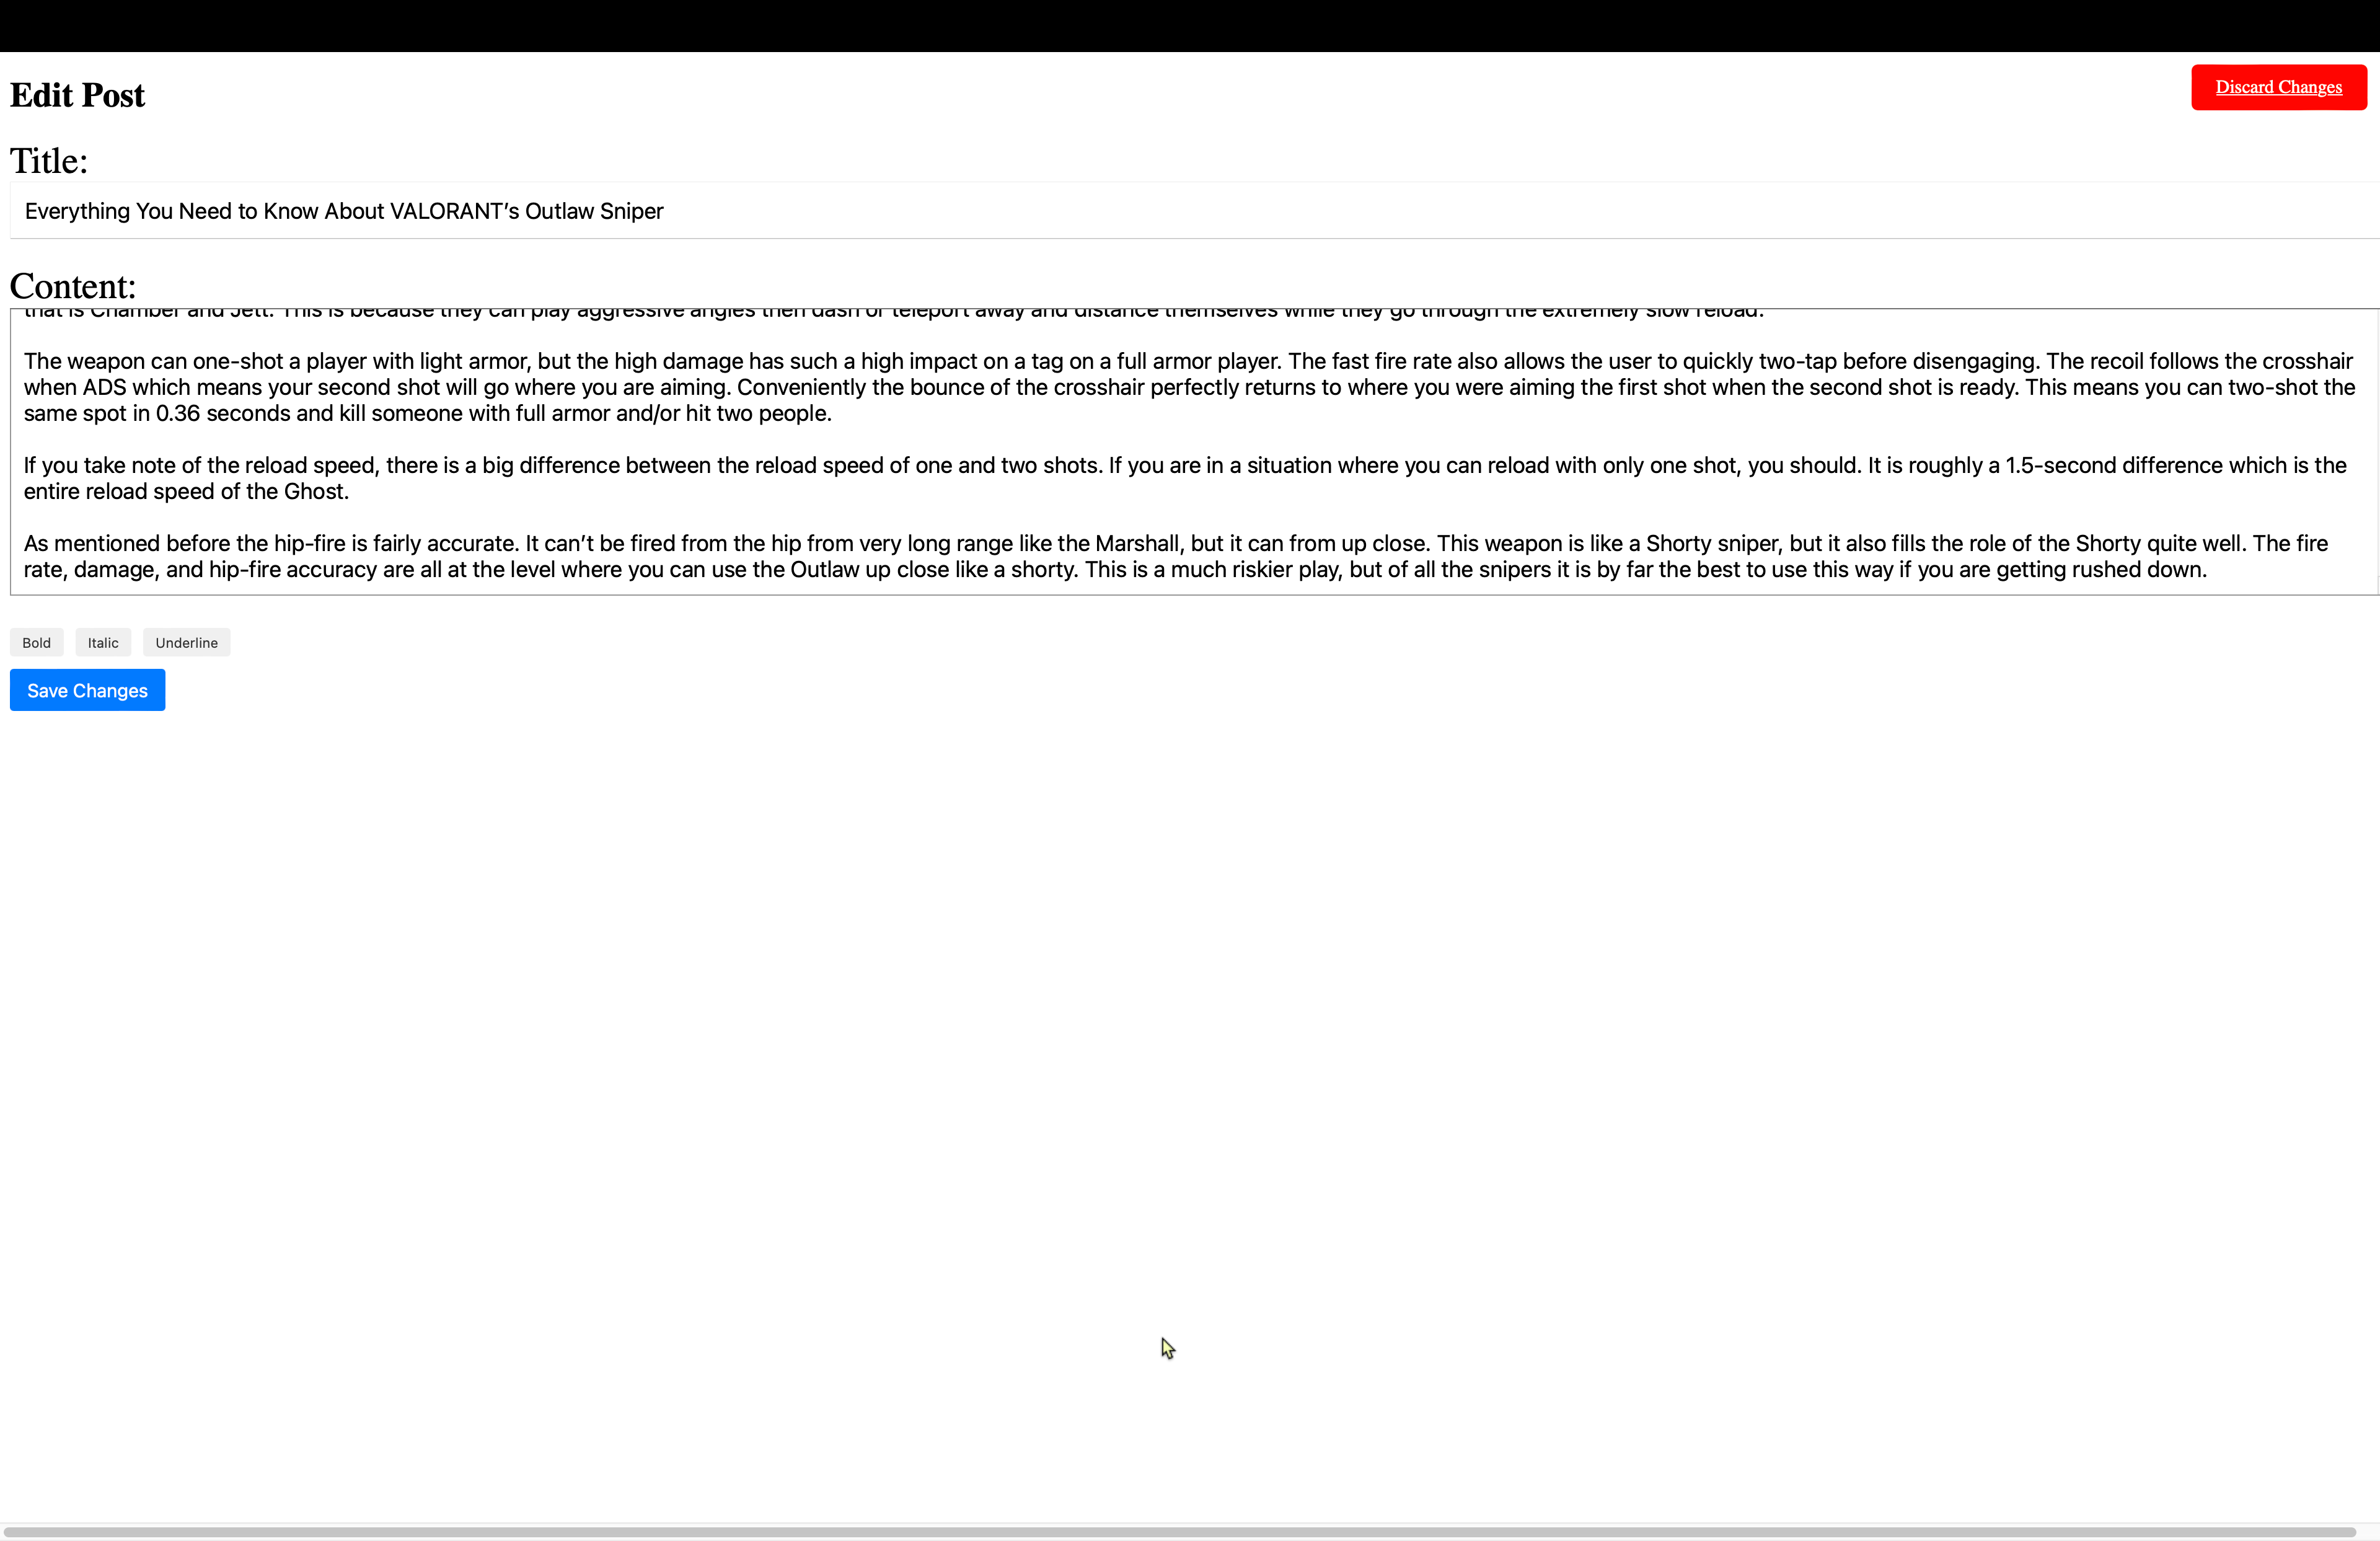 Edit Post
Discard Changes
Title:
Everything You Need to Know About VALORANT’s Outlaw Sniper
Content:
that is Chamber and Jett. This is because they can play aggressive angles then dash or teleport away and distance themselves while they go through the extremely slow reload.
The weapon can one-shot a player with light armor, but the high damage has such a high impact on a tag on a full armor player. The fast fire rate also allows the user to quickly two-tap before disengaging. The recoil follows the crosshair
when ADS which means your second shot will go where you are aiming. Conveniently the bounce of the crosshair perfectly returns to where you were aiming the first shot when the second shot is ready. This means you can two-shot the
same spot in 0.36 seconds and kill someone with full armor and/or hit two people.
If you take note of the reload speed, there is a big difference between the reload speed of one and two shots. If you are in a situation where you can reload with only one shot, you should. It is roughly a 1.5-second difference which is the
entire reload speed of the Ghost.
As mentioned before the hip-fire is fairly accurate. It can’t be fired from the hip from very long range like the Marshall, but it can from up close. This weapon is like a Shorty sniper, but it also fills the role of the Shorty quite well. The fire
rate, damage, and hip-fire accuracy are all at the level where you can use the Outlaw up close like a shorty. This is a much riskier play, but of all the snipers it is by far the best to use this way if you are getting rushed down.
Bold Italic Underline
Save Changes